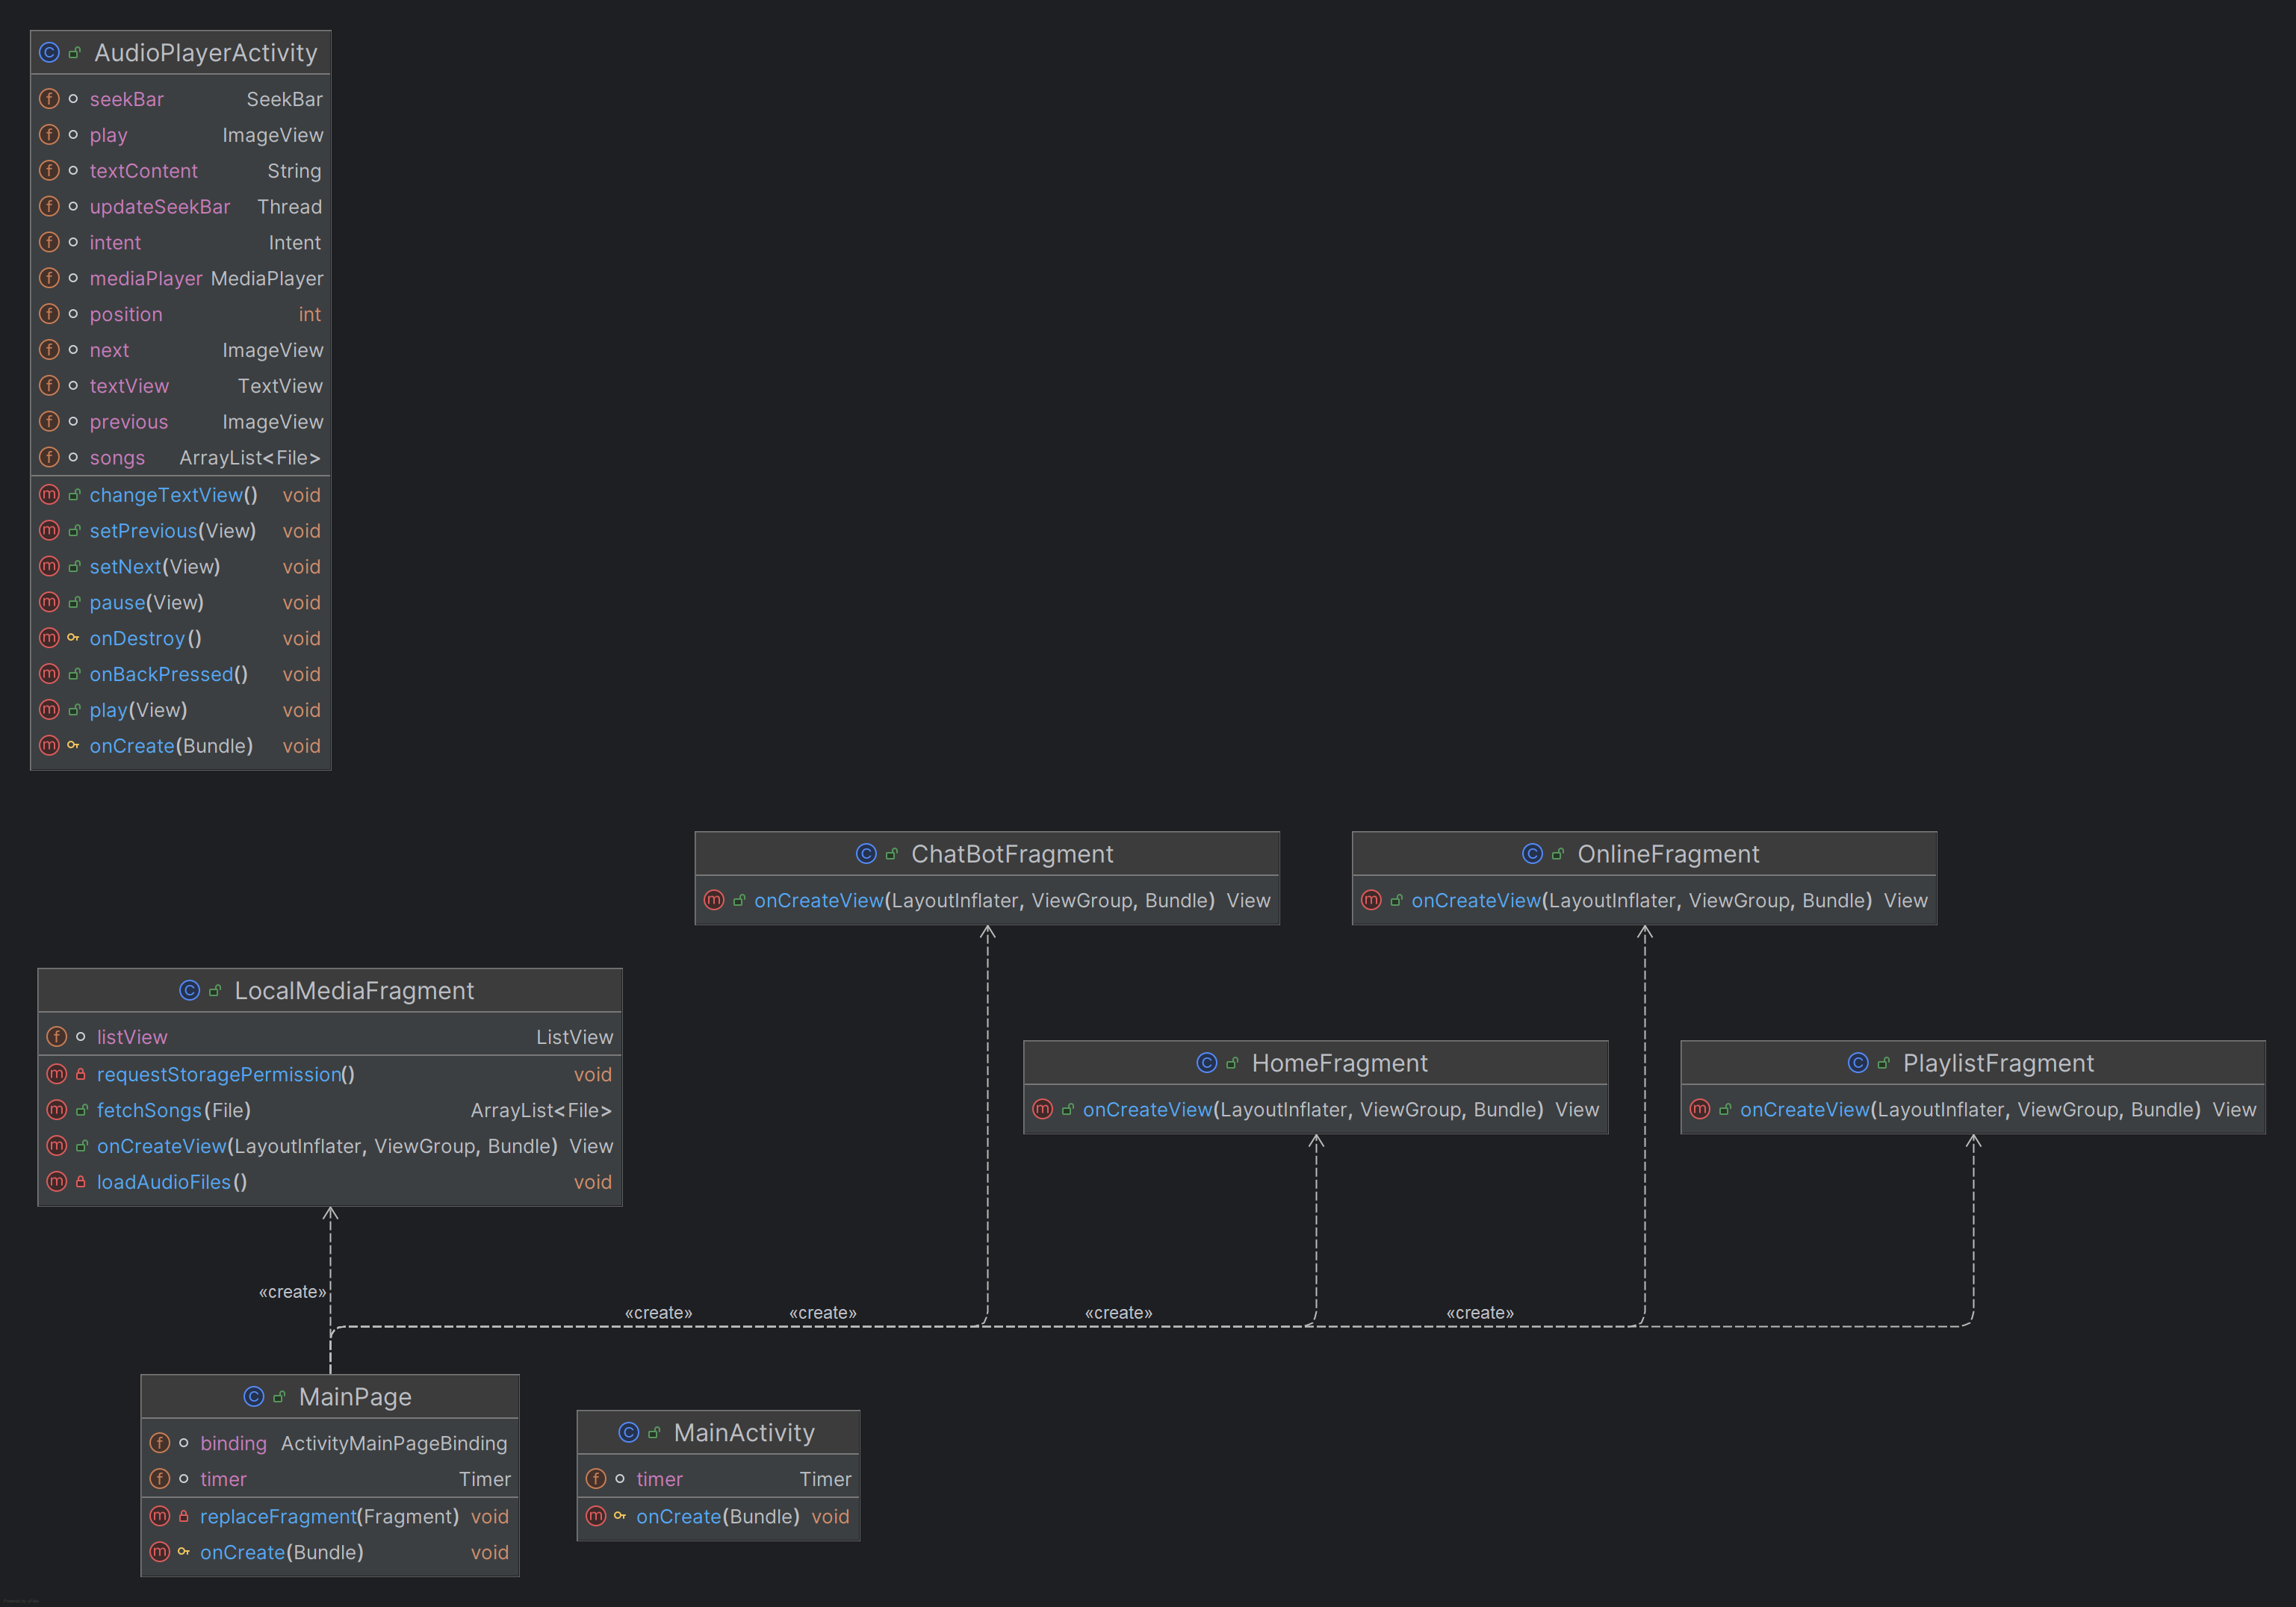 AudioPlayerActivity
seekBar SeekBar
play ImageView
textContent String
updateSeekBar Thread
intent Intent
mediaPlayer MediaPlayer
position int
next ImageView
textView TextView
previous ImageView
songs ArrayList<File>
changeTextView() void
setPrevious(View) void
setNext(View) void
pause(View) void
onDestroy() void
onBackPressed() void
play(View) void
onCreate(Bundle) void
ChatBotFragment
onCreateView(LayoutInflater, ViewGroup, Bundle) View
OnlineFragment
onCreateView(LayoutInflater, ViewGroup, Bundle) View
LocalMediaFragment
listView ListView
requestStoragePermission() void
fetchSongs(File) ArrayList<File>
onCreateView(LayoutInflater, ViewGroup, Bundle) View
loadAudioFiles() void
HomeFragment
onCreateView(LayoutInflater, ViewGroup, Bundle) View
PlaylistFragment
onCreateView(LayoutInflater, ViewGroup, Bundle) View
«create»
«create»
«create»
«create»
«create»
MainPage
binding ActivityMainPageBinding
timer Timer
replaceFragment(Fragment) void
onCreate(Bundle) void
MainActivity
timer Timer
onCreate(Bundle) void